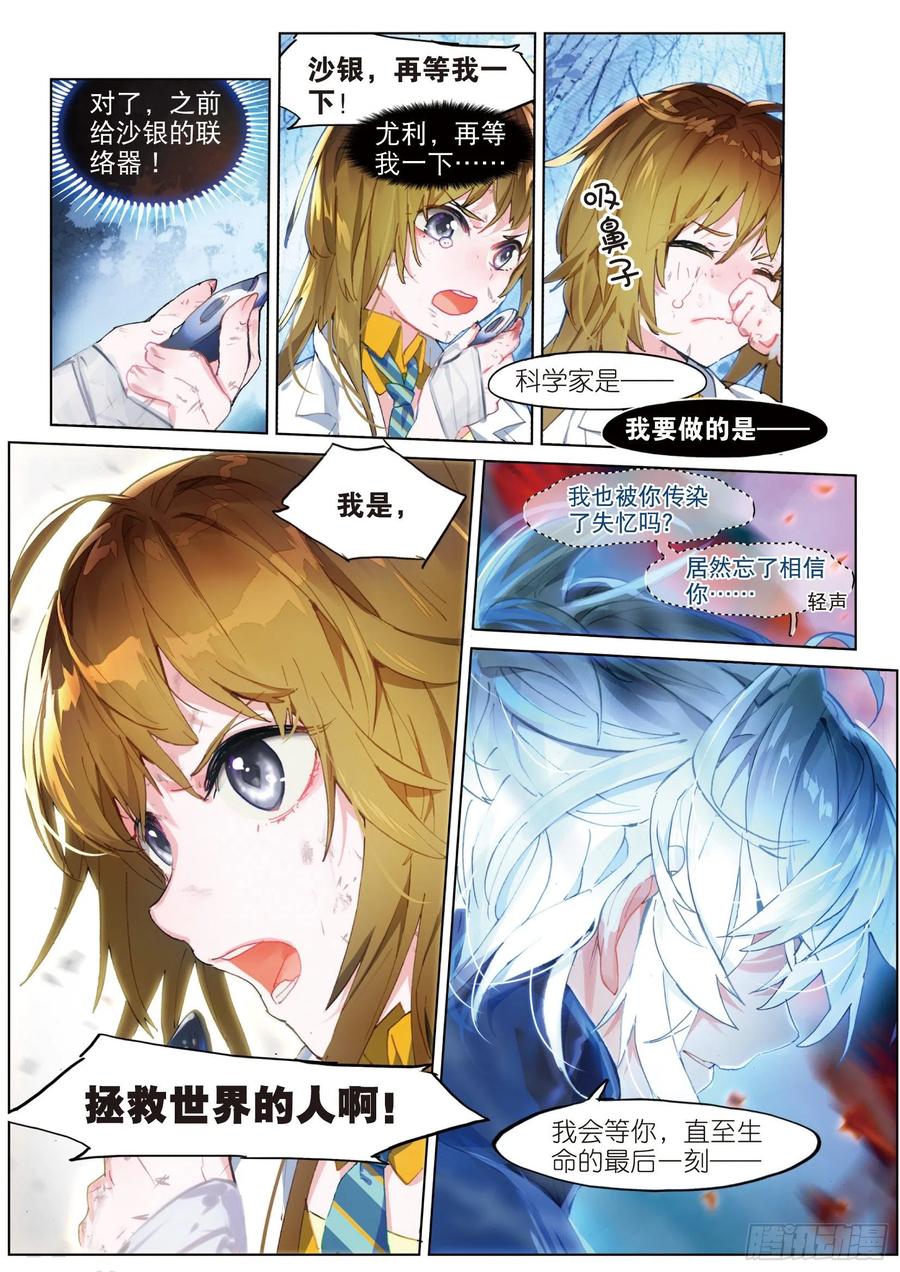 对了，之前
给沙银的联
络器！
沙银，再等我一
下！
尤利，再等
我一下……
吸鼻子
科学家是——
我要做的是——
我是，
我也被你传染
了失忆吗？
居然忘了相信
你……
轻声
拯救世界的人啊！
我会等你，直至生
命的最后一刻——
腾讯动漫